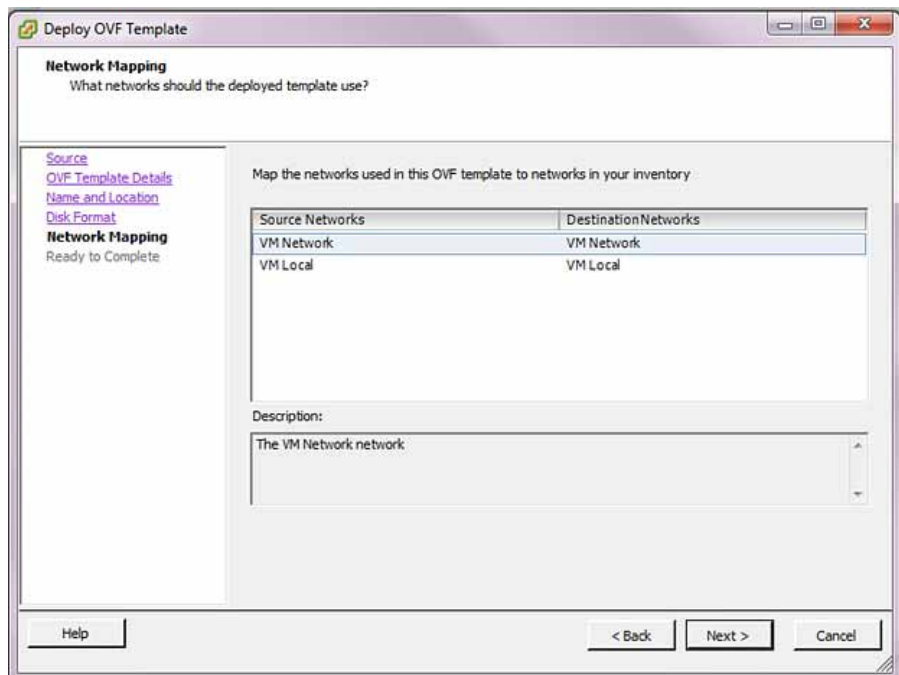 Deploy OVF Template
Network Mapping
What networks should the deployed template use?
Source
OVF Template Details
Name and Location
Disk Format
Network Mapping
Ready to Complete
Map the networks used in this OVF template to networks in your inventory
Source Networks DestinationNetworks
VM Network VM Network
VM Local VM Local
Description:
The VM Network network
Help < Back Next > Cancel